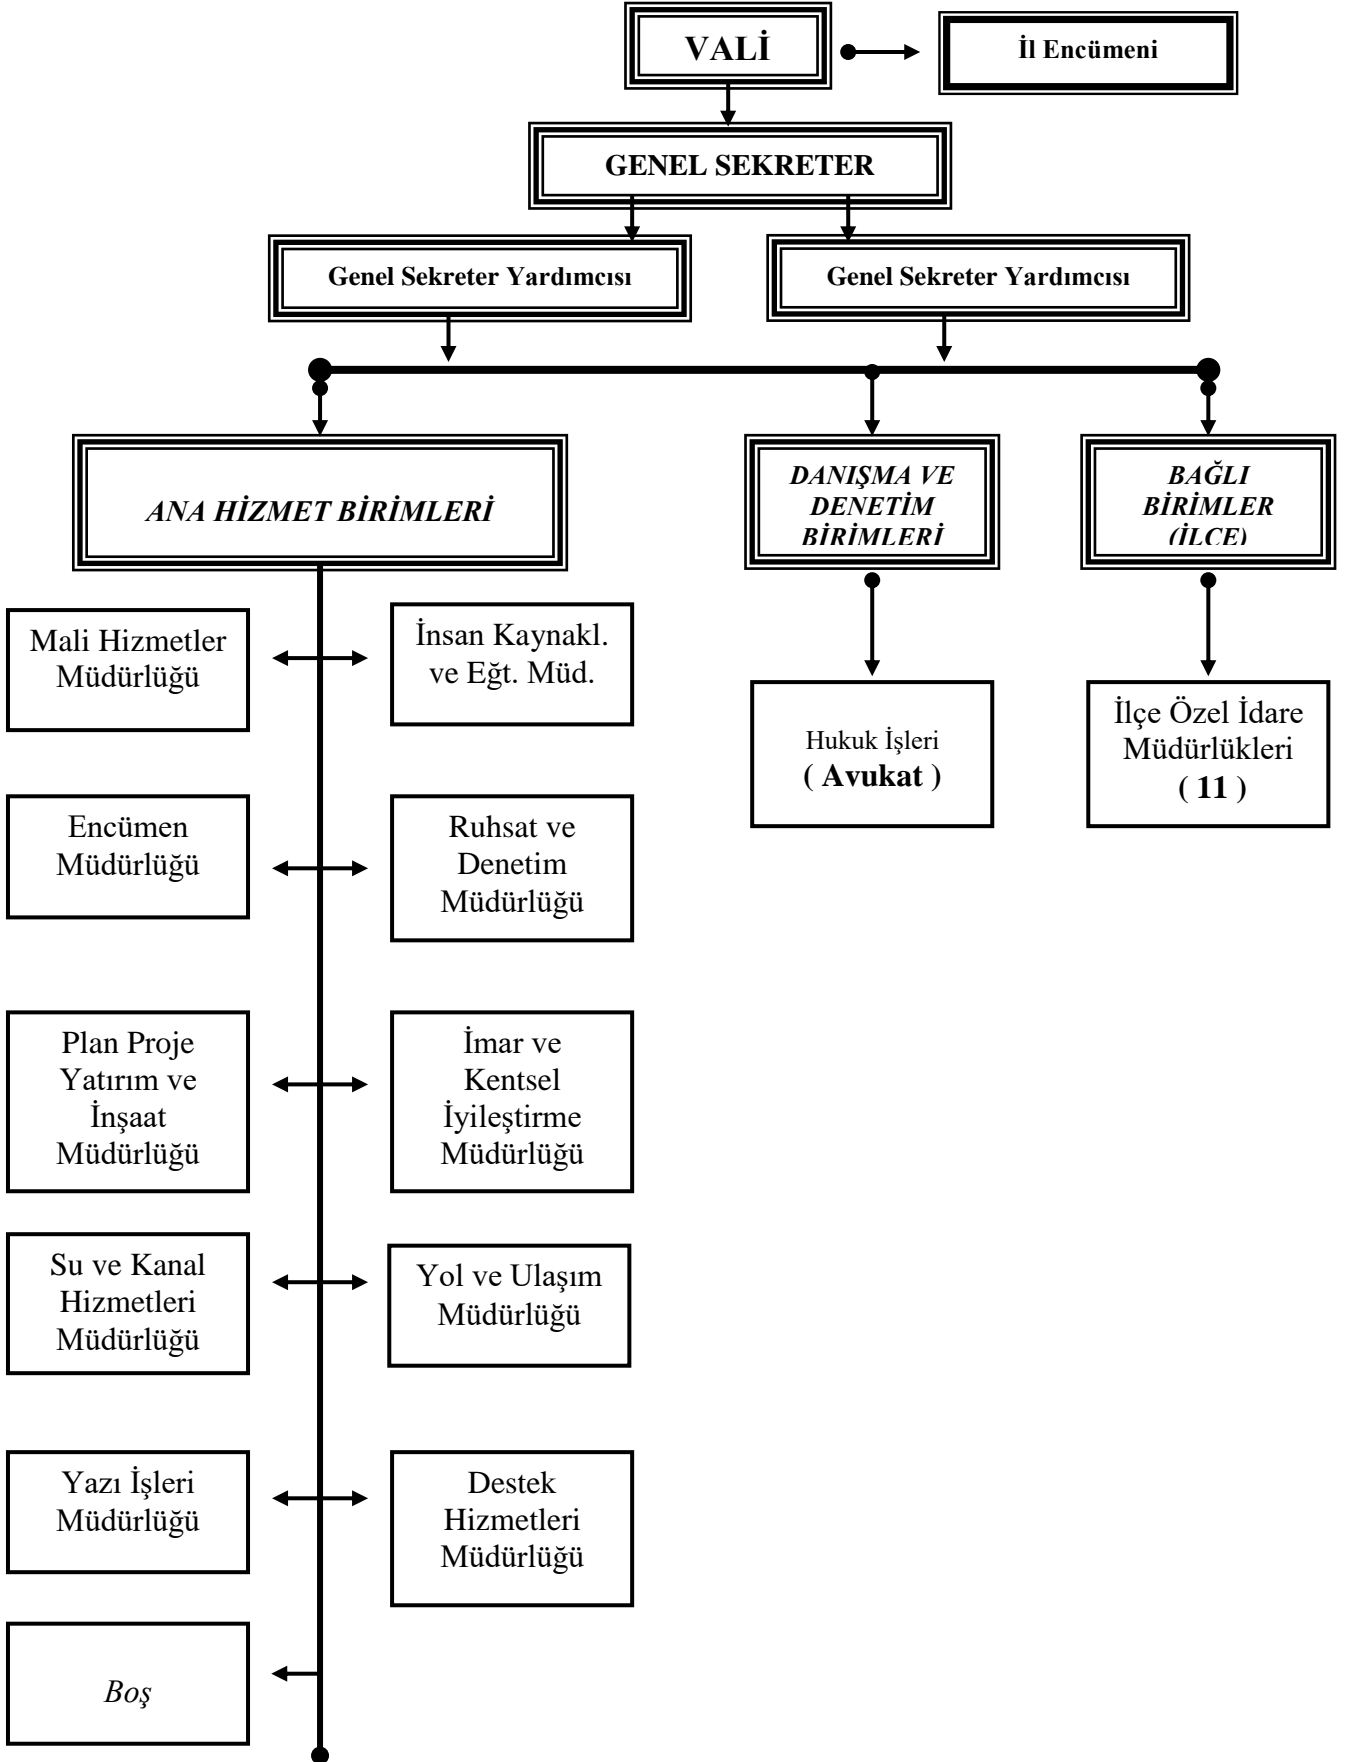 VALİ
İl Encümeni
GENEL SEKRETER
Genel Sekreter Yardımcısı
Genel Sekreter Yardımcısı
ANA HİZMET BİRİMLERİ
DANIŞMA VE
DENETİM
BİRİMLERİ
BAĞLI
BİRİMLER
(İLÇE)
Mali Hizmetler
Müdürlüğü
İnsan Kaynakl.
ve Eğt. Müd.
Hukuk İşleri
( Avukat )
İlçe Özel İdare
Müdürlükleri
( 11 )
Encümen
Müdürlüğü
Ruhsat ve
Denetim
Müdürlüğü
Plan Proje
Yatırım ve
İnşaat
Müdürlüğü
İmar ve
Kentsel
İyileştirme
Müdürlüğü
Su ve Kanal
Hizmetleri
Müdürlüğü
Yol ve Ulaşım
Müdürlüğü
Yazı İşleri
Müdürlüğü
Destek
Hizmetleri
Müdürlüğü
Boş